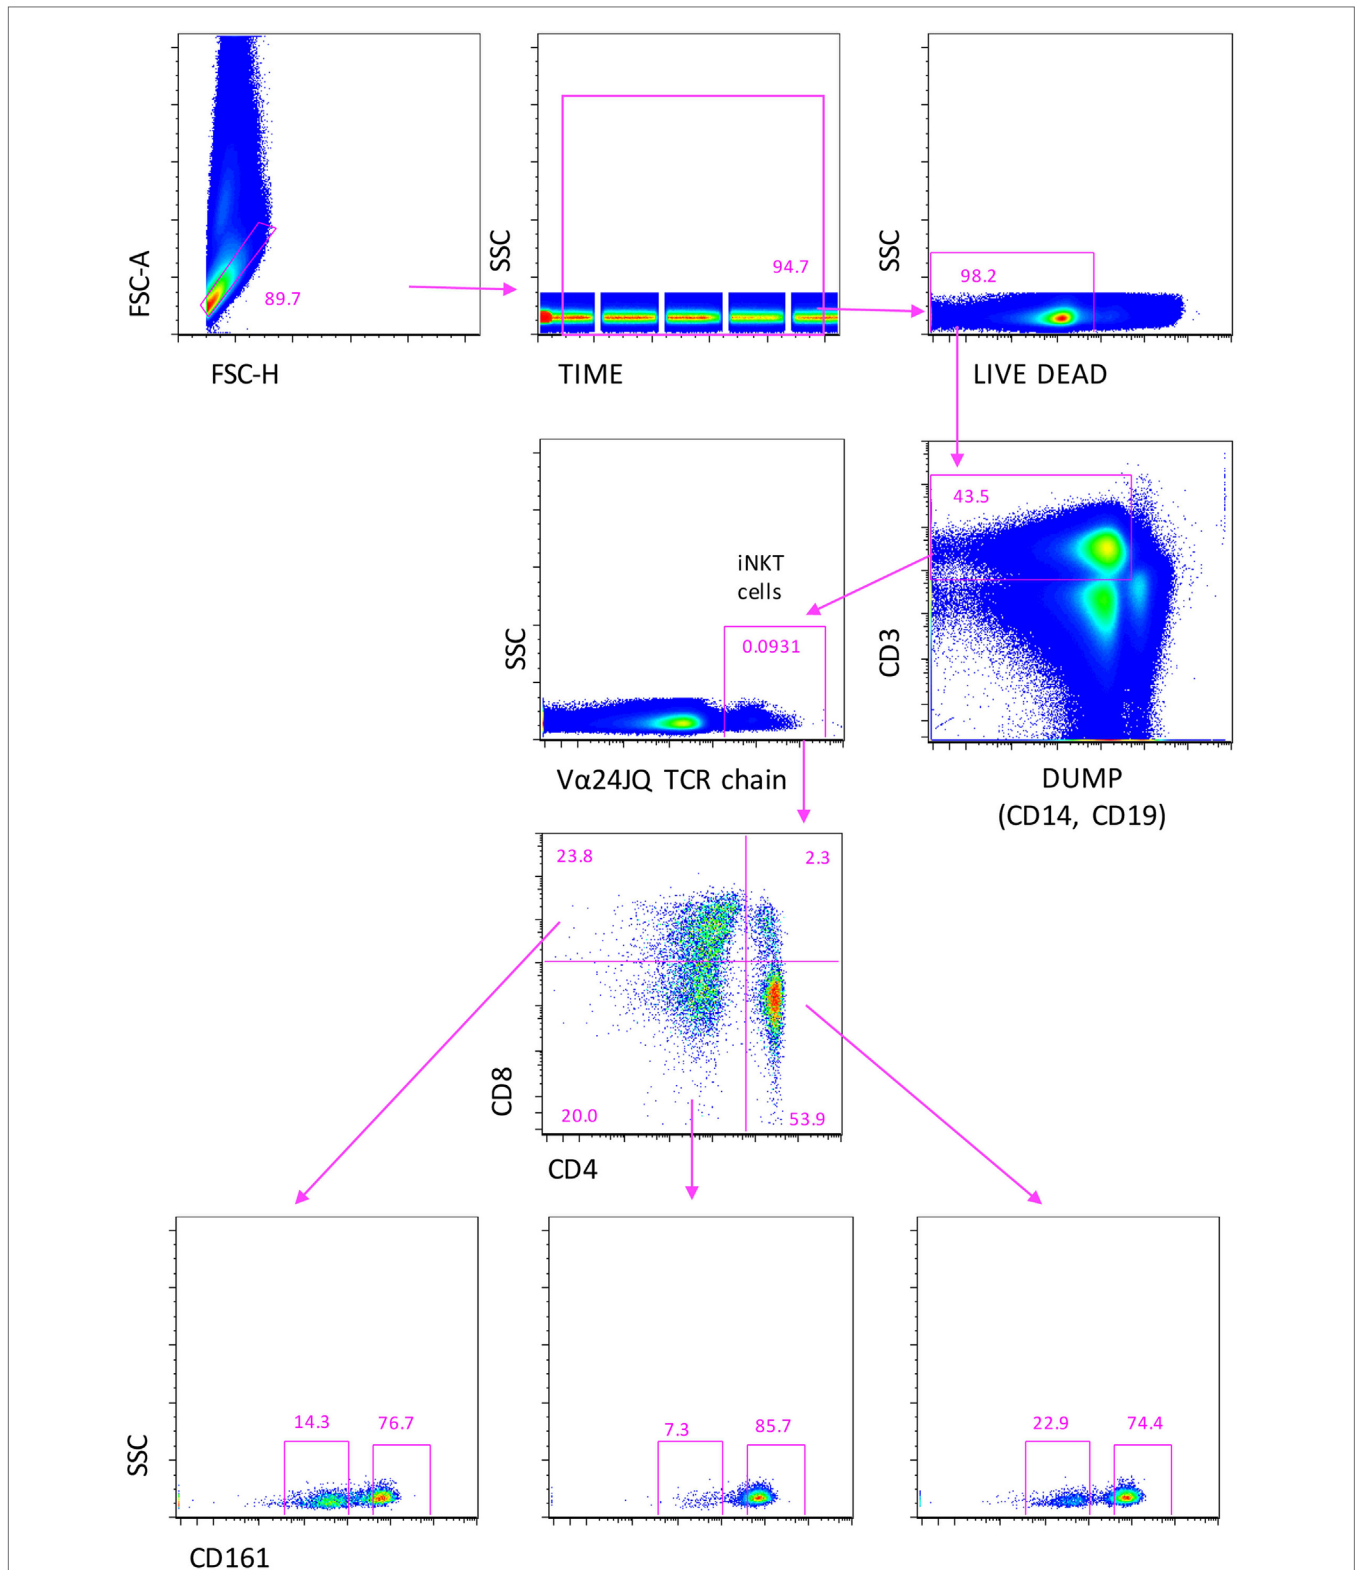 FSC-A
89.7
FSC-H
SSC
94.7
TIME
SSC
98.2
LIVE DEAD
iNKT
cells
SSC
0.0931
Vα24JQ TCR chain
43.5
CD3
DUMP
(CD14, CD19)
23.8
2.3
CD8
20.0
53.9
CD4
SSC
14.3
76.7
CD161
7.3
85.7
22.9
74.4